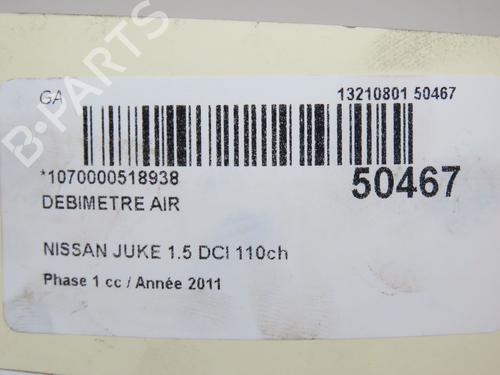 GA
13210801 50467
*1070000518938
50467
DEBIMETRE AIR
NISSAN JUKE 1.5 DCI 110ch
Phase 1 cc / Année 2011
B-PARTS